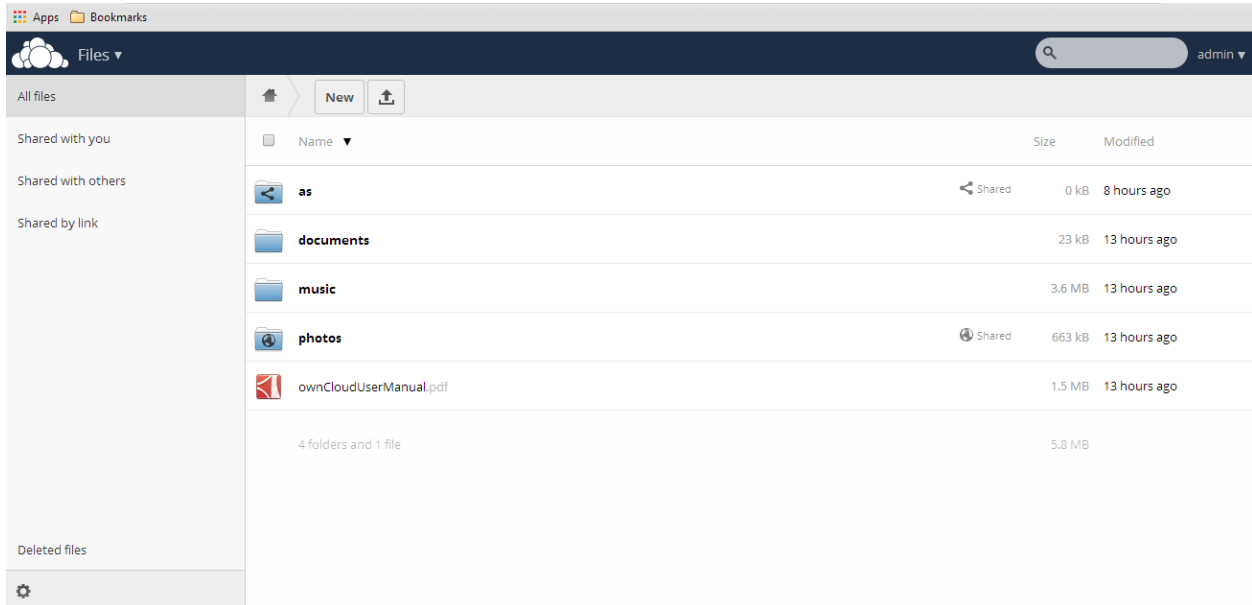 Apps Bookmarks
Files ▾ admin ▾
All files New
Shared with you Name ▼ Size Modified
Shared with others as Shared 0 kB 8 hours ago
Shared by link
documents 23 kB 13 hours ago
music 3.6 MB 13 hours ago
photos Shared 663 kB 13 hours ago
ownCloudUserManual.pdf 1.5 MB 13 hours ago
4 folders and 1 file 5.8 MB
Deleted files